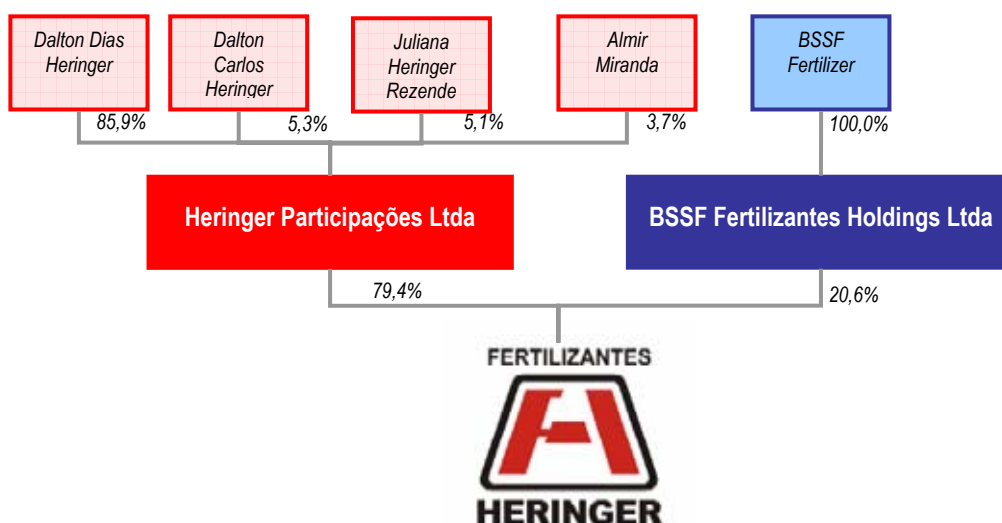 Dalton Dias
Heringer
Dalton
Carlos
Heringer
Juliana
Heringer
Rezende
Almir
Miranda
BSSF
Fertilizer
85,9%
5,3%
5,1%
3,7%
100,0%
Heringer Participações Ltda
BSSF Fertilizantes Holdings Ltda
79,4%
20,6%
FERTILIZANTES
HERINGER